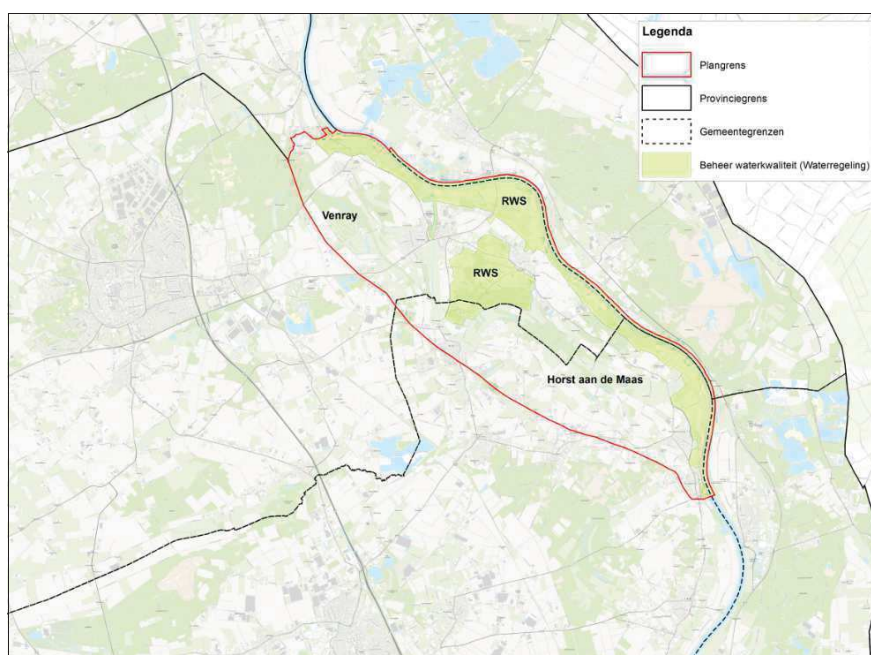 Legenda
Plangrens
Provinciegrens
Gemeentegrenzen
Beheer waterkwaliteit (Waterregeling)
RWS
Venray
RWS
Horst aan de Maas